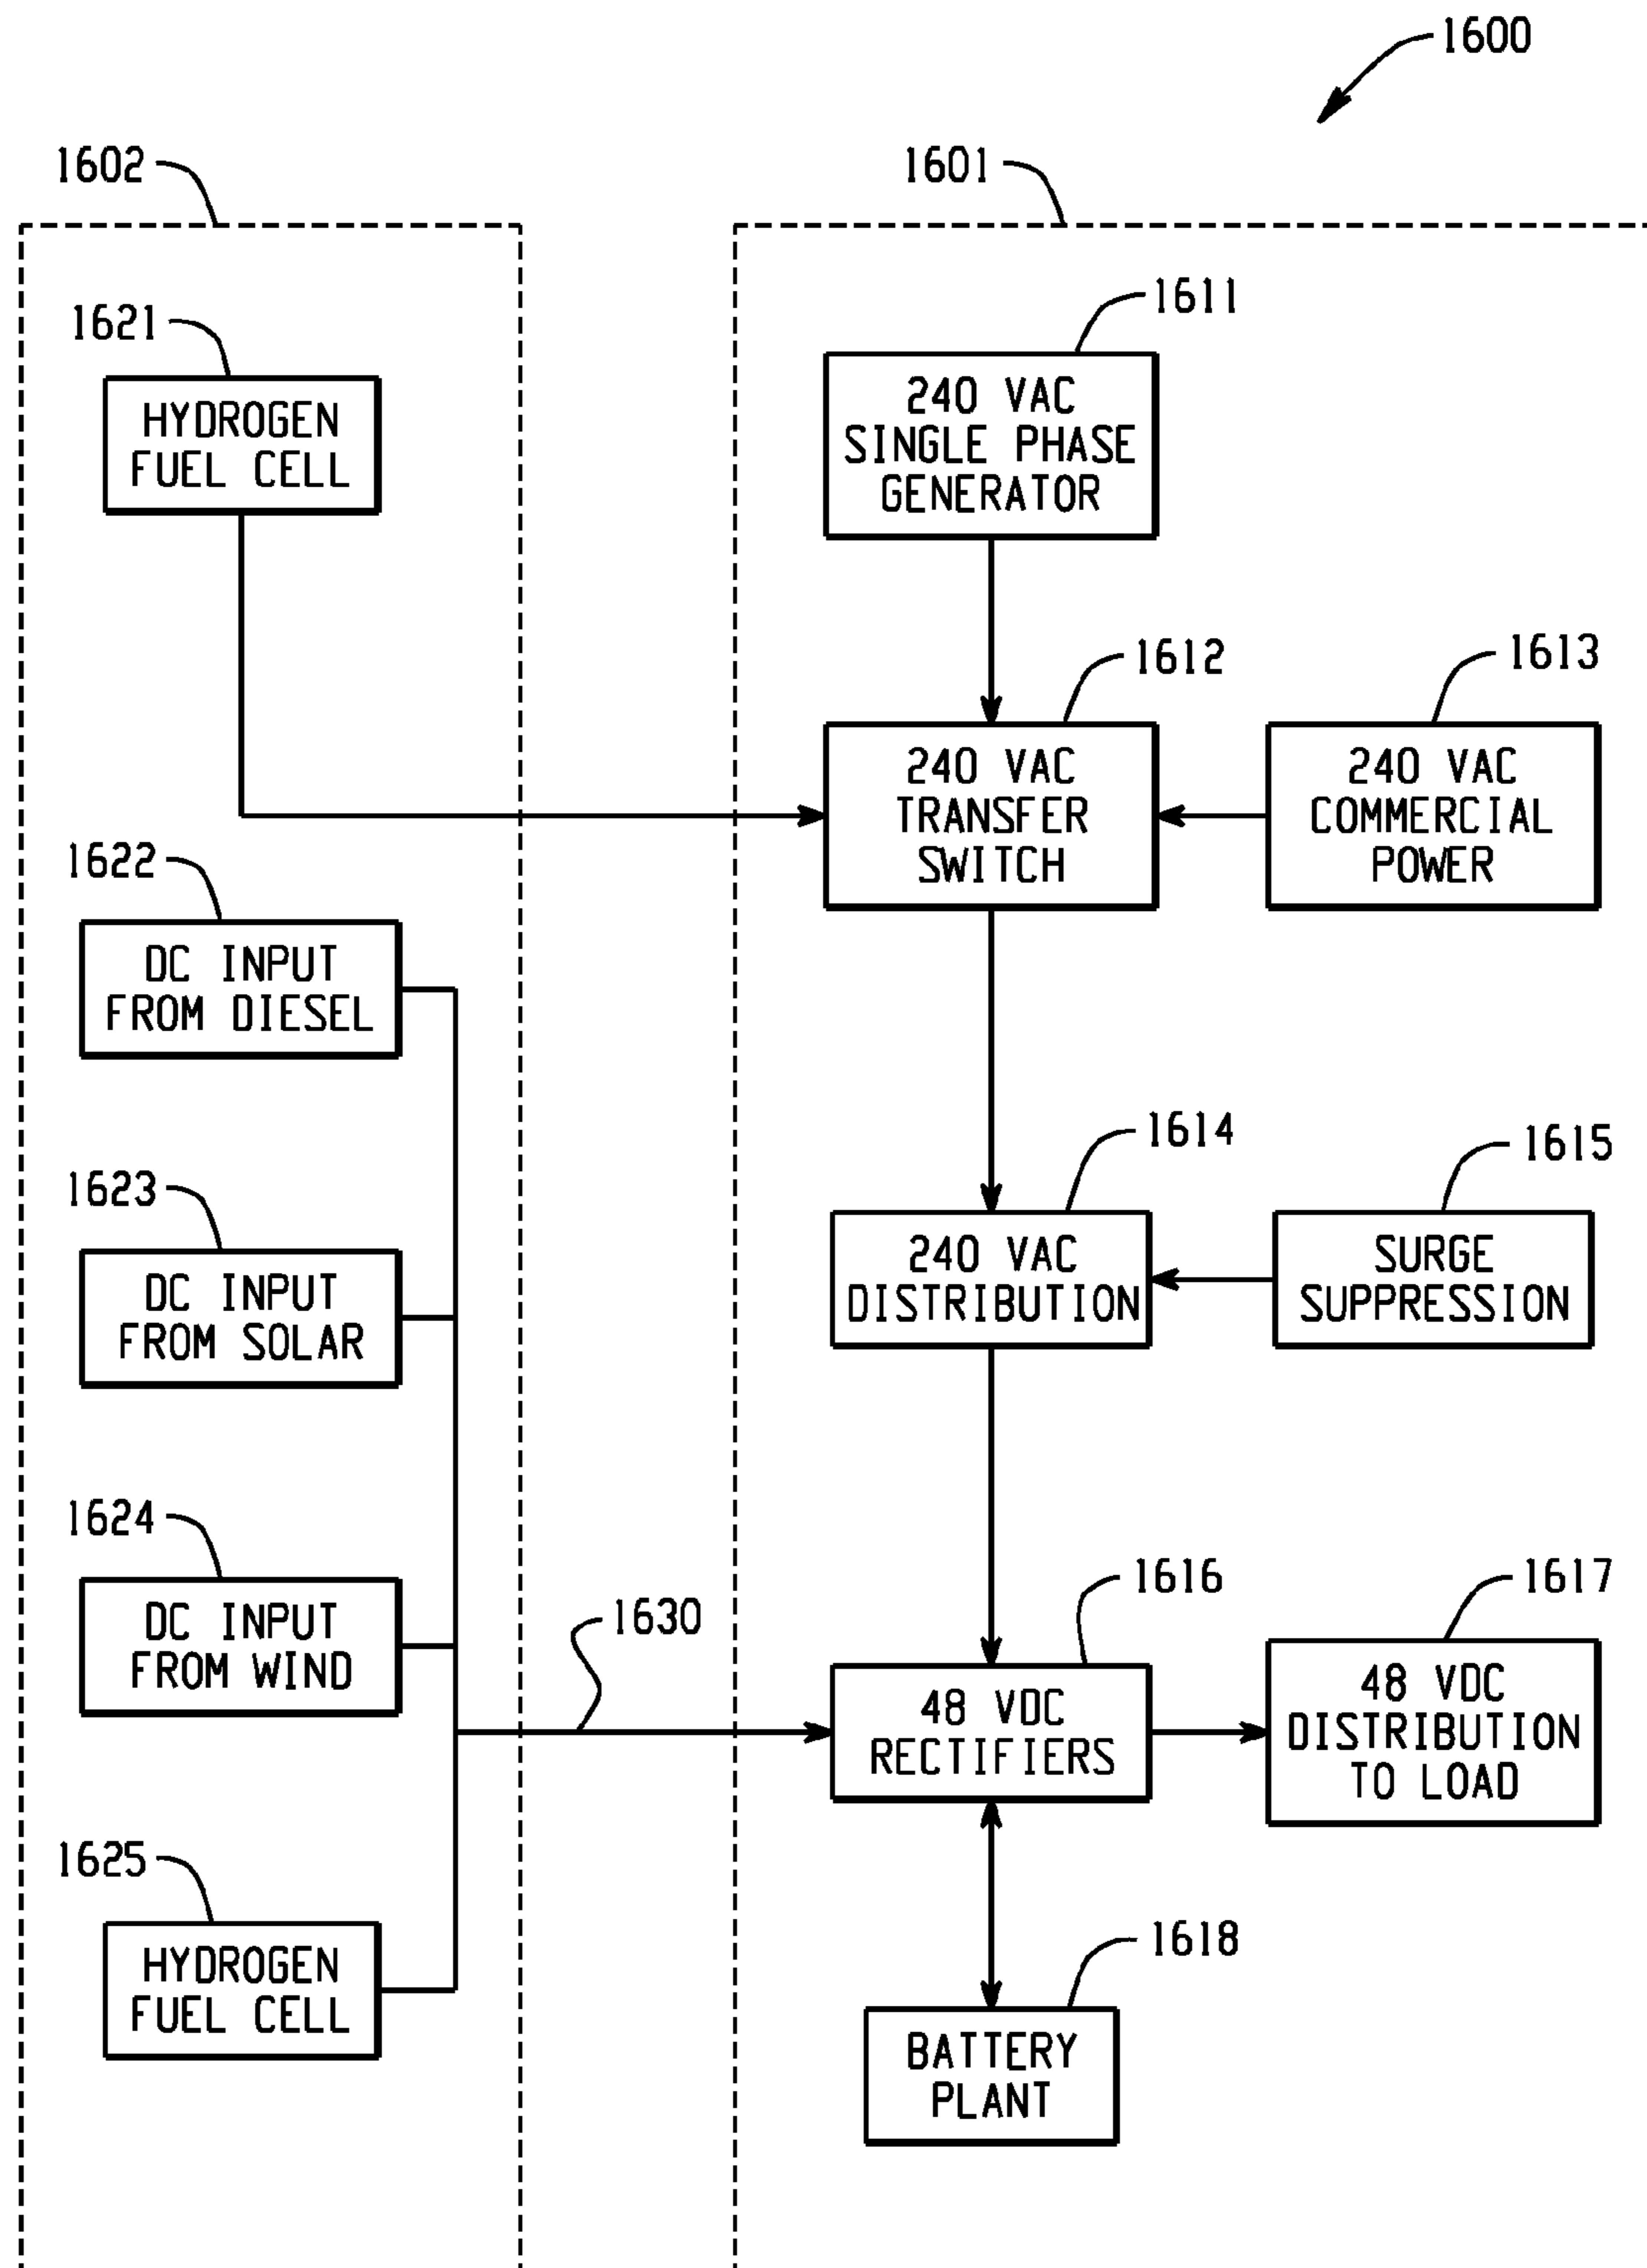 1600
1602
1601
1621
HYDROGEN
FUEL CELL
1611
240 VAC
SINGLE PHASE
GENERATOR
1612
240 VAC
TRANSFER
SWITCH
1613
240 VAC
COMMERCIAL
POWER
1622
DC INPUT
FROM DIESEL
1614
240 VAC
DISTRIBUTION
1615
SURGE
SUPPRESSION
1623
DC INPUT
FROM SOLAR
1624
DC INPUT
FROM WIND
1630
1616
48 VDC
RECTIFIERS
1617
48 VDC
DISTRIBUTION
TO LOAD
1625
HYDROGEN
FUEL CELL
1618
BATTERY
PLANT